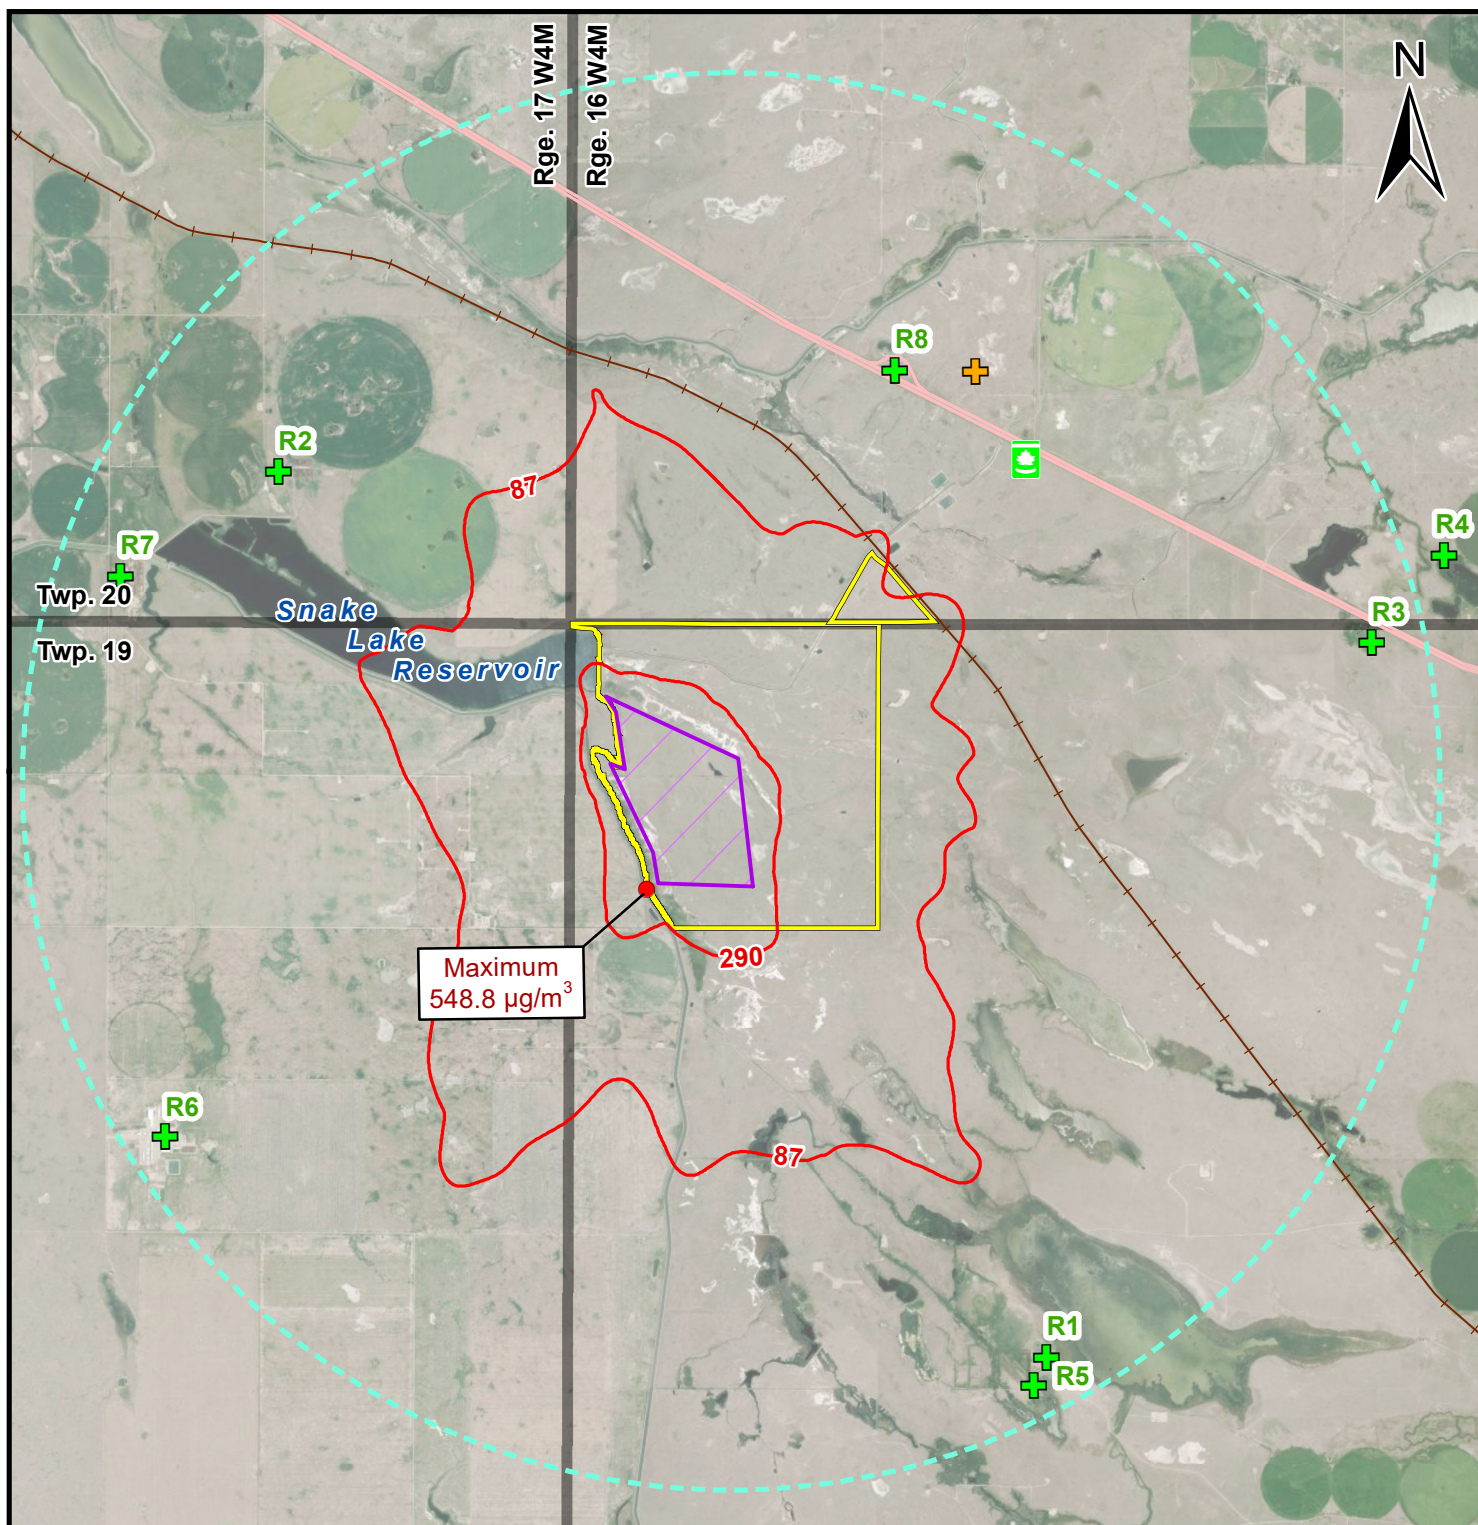 Rge. 17 W4M
Rge. 16 W4M
N
R8
R2
87
R7
R4
Twp. 20
Snake
Lake
Reservoir
R3
Twp. 19
290
Maximum
548.8 µg/m³
R6
87
R1
R5